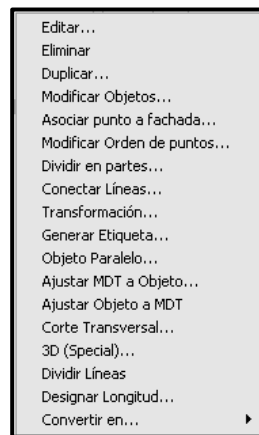 Editar...
Eliminar
Duplicar...
Modificar Objetos...
Asociar punto a fachada...
Modificar Orden de puntos...
Dividir en partes...
Conectar Líneas...
Transformación...
Generar Etiqueta...
Objeto Paralelo...
Ajustar MDT a Objeto...
Ajustar Objeto a MDT
Corte Transversal...
3D (Special)...
Dividir Líneas
Designar Longitud...
Convertir en...